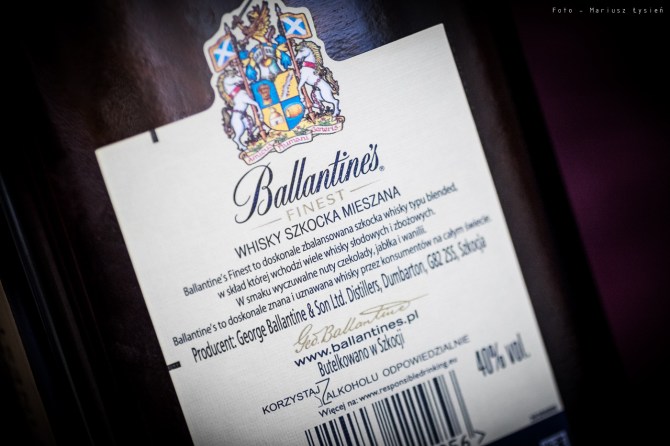 Foto - Mariusz Łysień
Ballantine's
FINEST
WHISKY SZKOCKA MIESZANA
Ballantine's Finest to doskonale zbalansowana szkocka whisky typu blended,
w skład której wchodzi wiele whisky słodowych i zbożowych.
W smaku wyczuwalne nuty czekolady, jabłka i wanilii.
Ballantine's to doskonale znana i uznawana whisky przez konsumentów na całym świecie.
Producent: George Ballantine & Son Ltd. Distillers, Dumbarton, G82 2SS, Szkocja
Geo. Ballantine
www.ballantines.pl
Butelkowano w Szkocji
40% vol.
KORZYSTAJ Z ALKOHOLU ODPOWIEDZIALNIE
Więcej na: www.responsibledrinking.eu